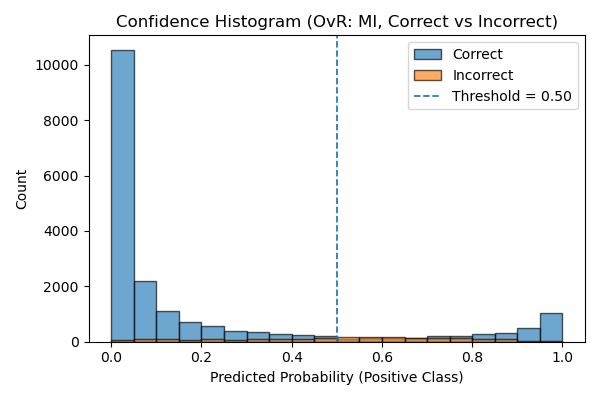 Confidence Histogram (OvR: MI, Correct vs Incorrect)
Correct
Incorrect
Threshold = 0.50
10000
8000
6000
4000
2000
0
Count
0.0
0.2
0.4
0.6
0.8
1.0
Predicted Probability (Positive Class)